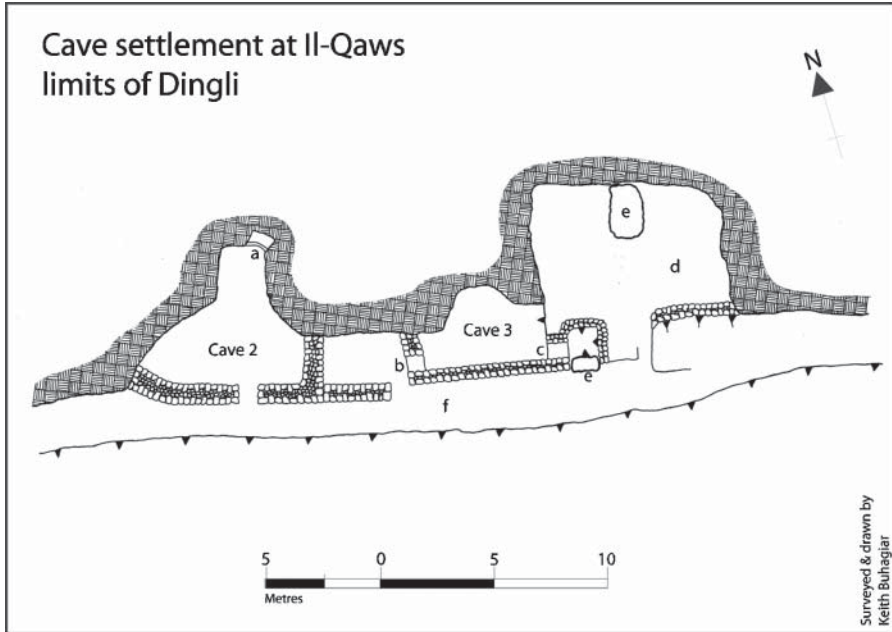 Cave settlement at Il-Qaws
limits of Dingli
N
e
a
d
Cave 2
Cave 3
b
c
e
f
5 0 5 10
Metres
Surveyed & drawn by
Keith Buhagiar